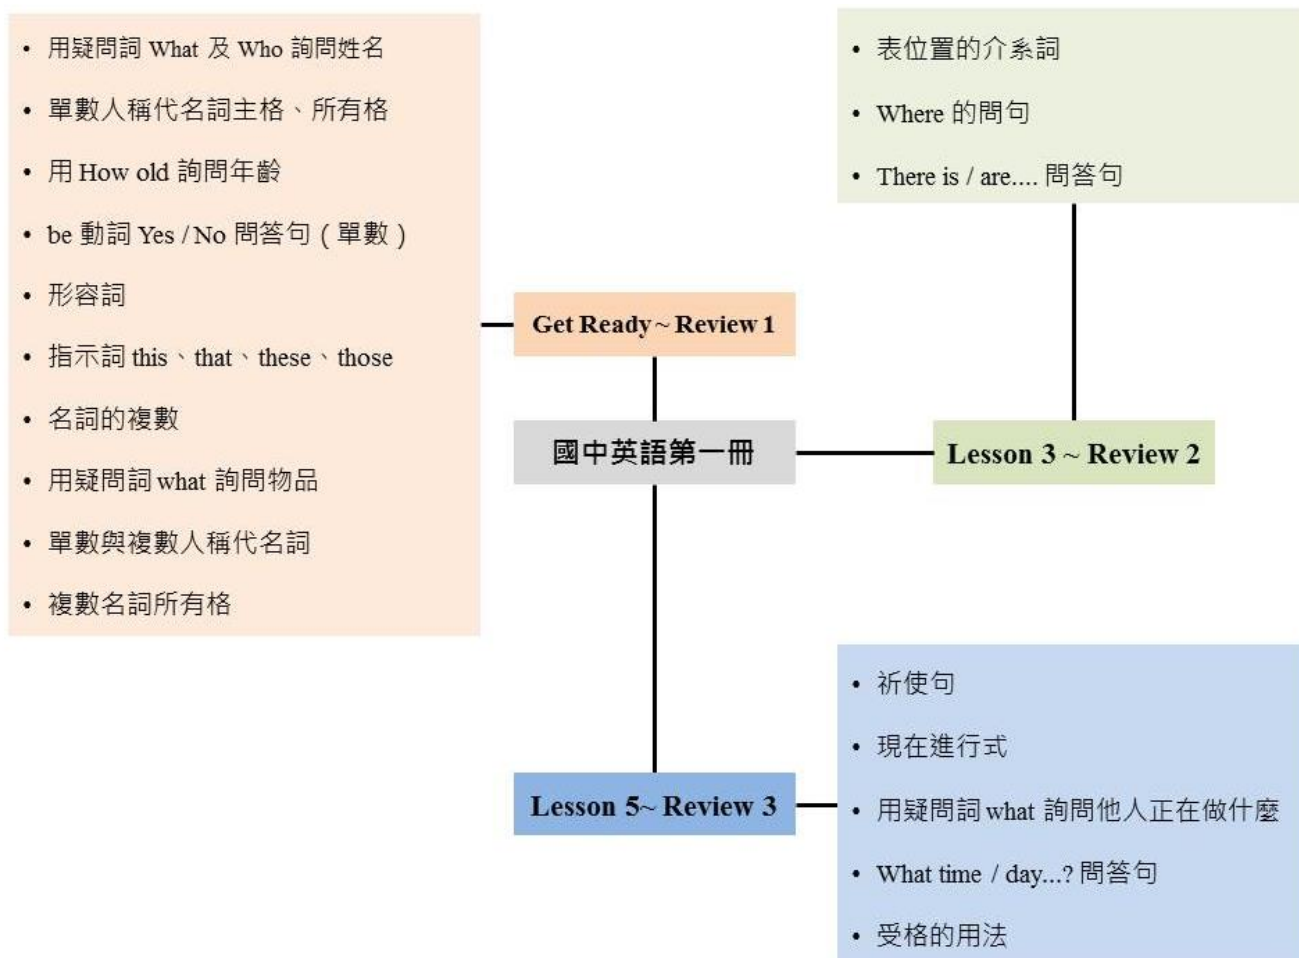 • 用疑問詞 What 及 Who 詢問姓名
• 單數人稱代名詞主格、所有格
• 用 How old 詢問年齡
• be 動詞 Yes / No 問答句 ( 單數 )
• 形容詞
• 指示詞 this、that、these、those
• 名詞的複數
• 用疑問詞 what 詢問物品
• 單數與複數人稱代名詞
• 複數名詞所有格
Get Ready ~ Review 1
國中英語第一冊
• 表位置的介系詞
• Where 的問句
• There is / are.... 問答句
Lesson 3 ~ Review 2
Lesson 5~ Review 3
• 祈使句
• 現在進行式
• 用疑問詞 what 詢問他人正在做什麼
• What time / day...? 問答句
• 受格的用法